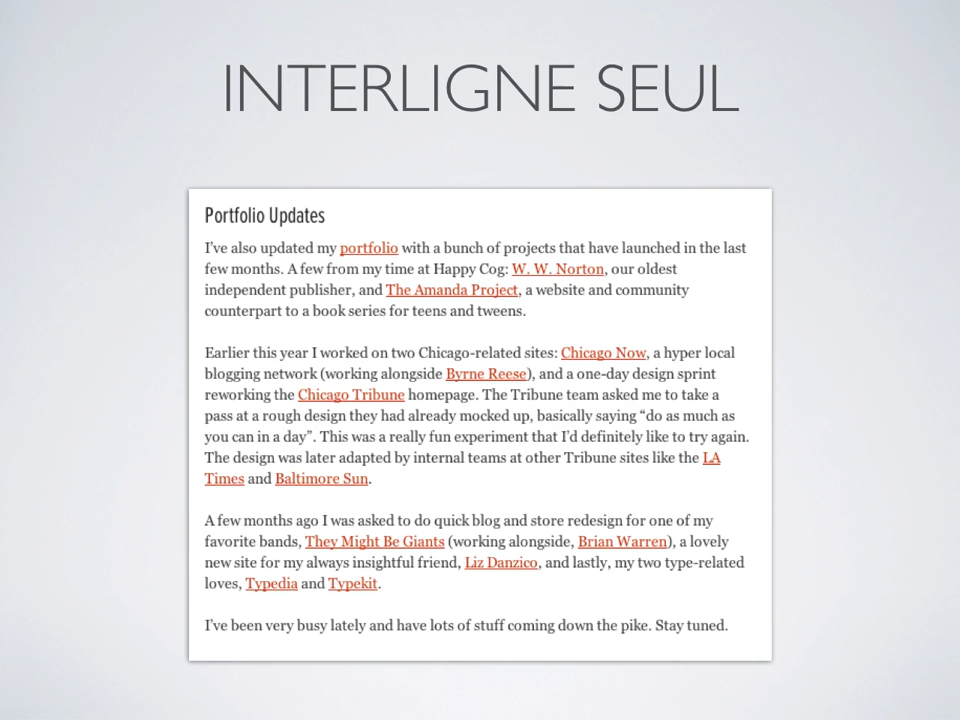 INTERLIGNE SEUL
Portfolio Updates
I’ve also updated my portfolio with a bunch of projects that have launched in the last
few months. A few from my time at Happy Cog: W. W. Norton, our oldest
independent publisher, and The Amanda Project, a website and community
counterpart to a book series for teens and tweens.
Earlier this year I worked on two Chicago-related sites: Chicago Now, a hyper local
blogging network (working alongside Byrne Reese), and a one-day design sprint
reworking the Chicago Tribune homepage. The Tribune team asked me to take a
pass at a rough design they had already mocked up, basically saying “do as much as
you can in a day”. This was a really fun experiment that I’d definitely like to try again.
The design was later adapted by internal teams at other Tribune sites like the LA
Times and Baltimore Sun.
A few months ago I was asked to do quick blog and store redesign for one of my
favorite bands, They Might Be Giants (working alongside, Brian Warren), a lovely
new site for my always insightful friend, Liz Danzico, and lastly, my two type-related
loves, Typedia and Typekit.
I’ve been very busy lately and have lots of stuff coming down the pike. Stay tuned.